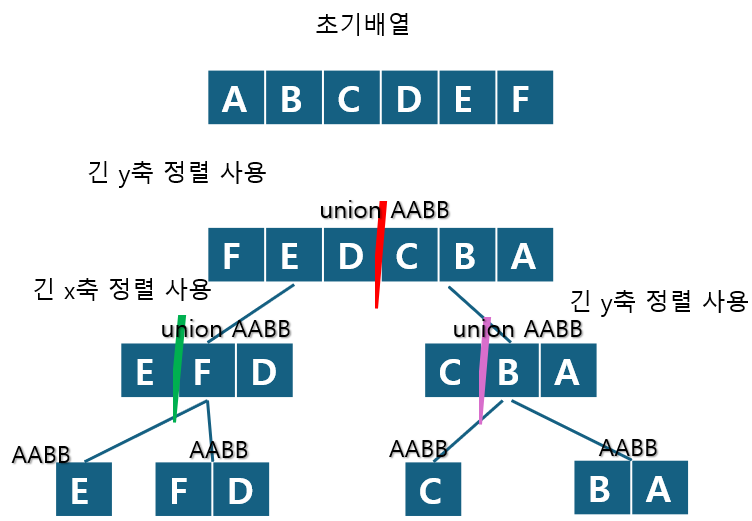 초기배열
A B C D E F
긴 y축 정렬 사용
union AABB
F E D C B A
긴 x축 정렬 사용
긴 y축 정렬 사용
union AABB
union AABB
E F D
C B A
AABB
AABB
AABB
AABB
E
F D
C
B A